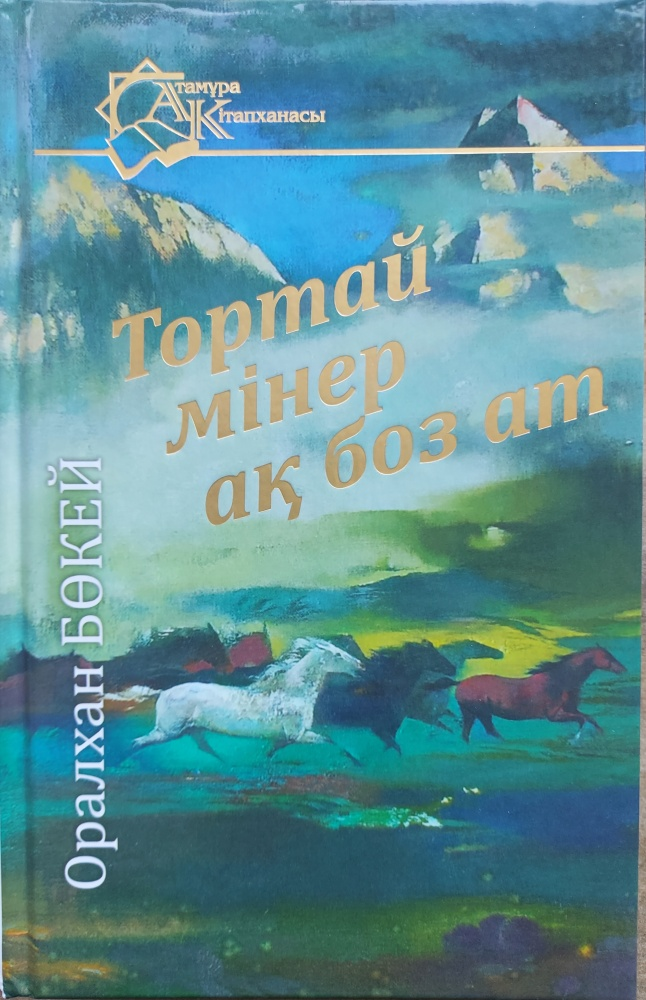 Атамұра
Кітапханасы
Тортай
мінер
ақ боз ат
Оралхан БӨКЕЙ